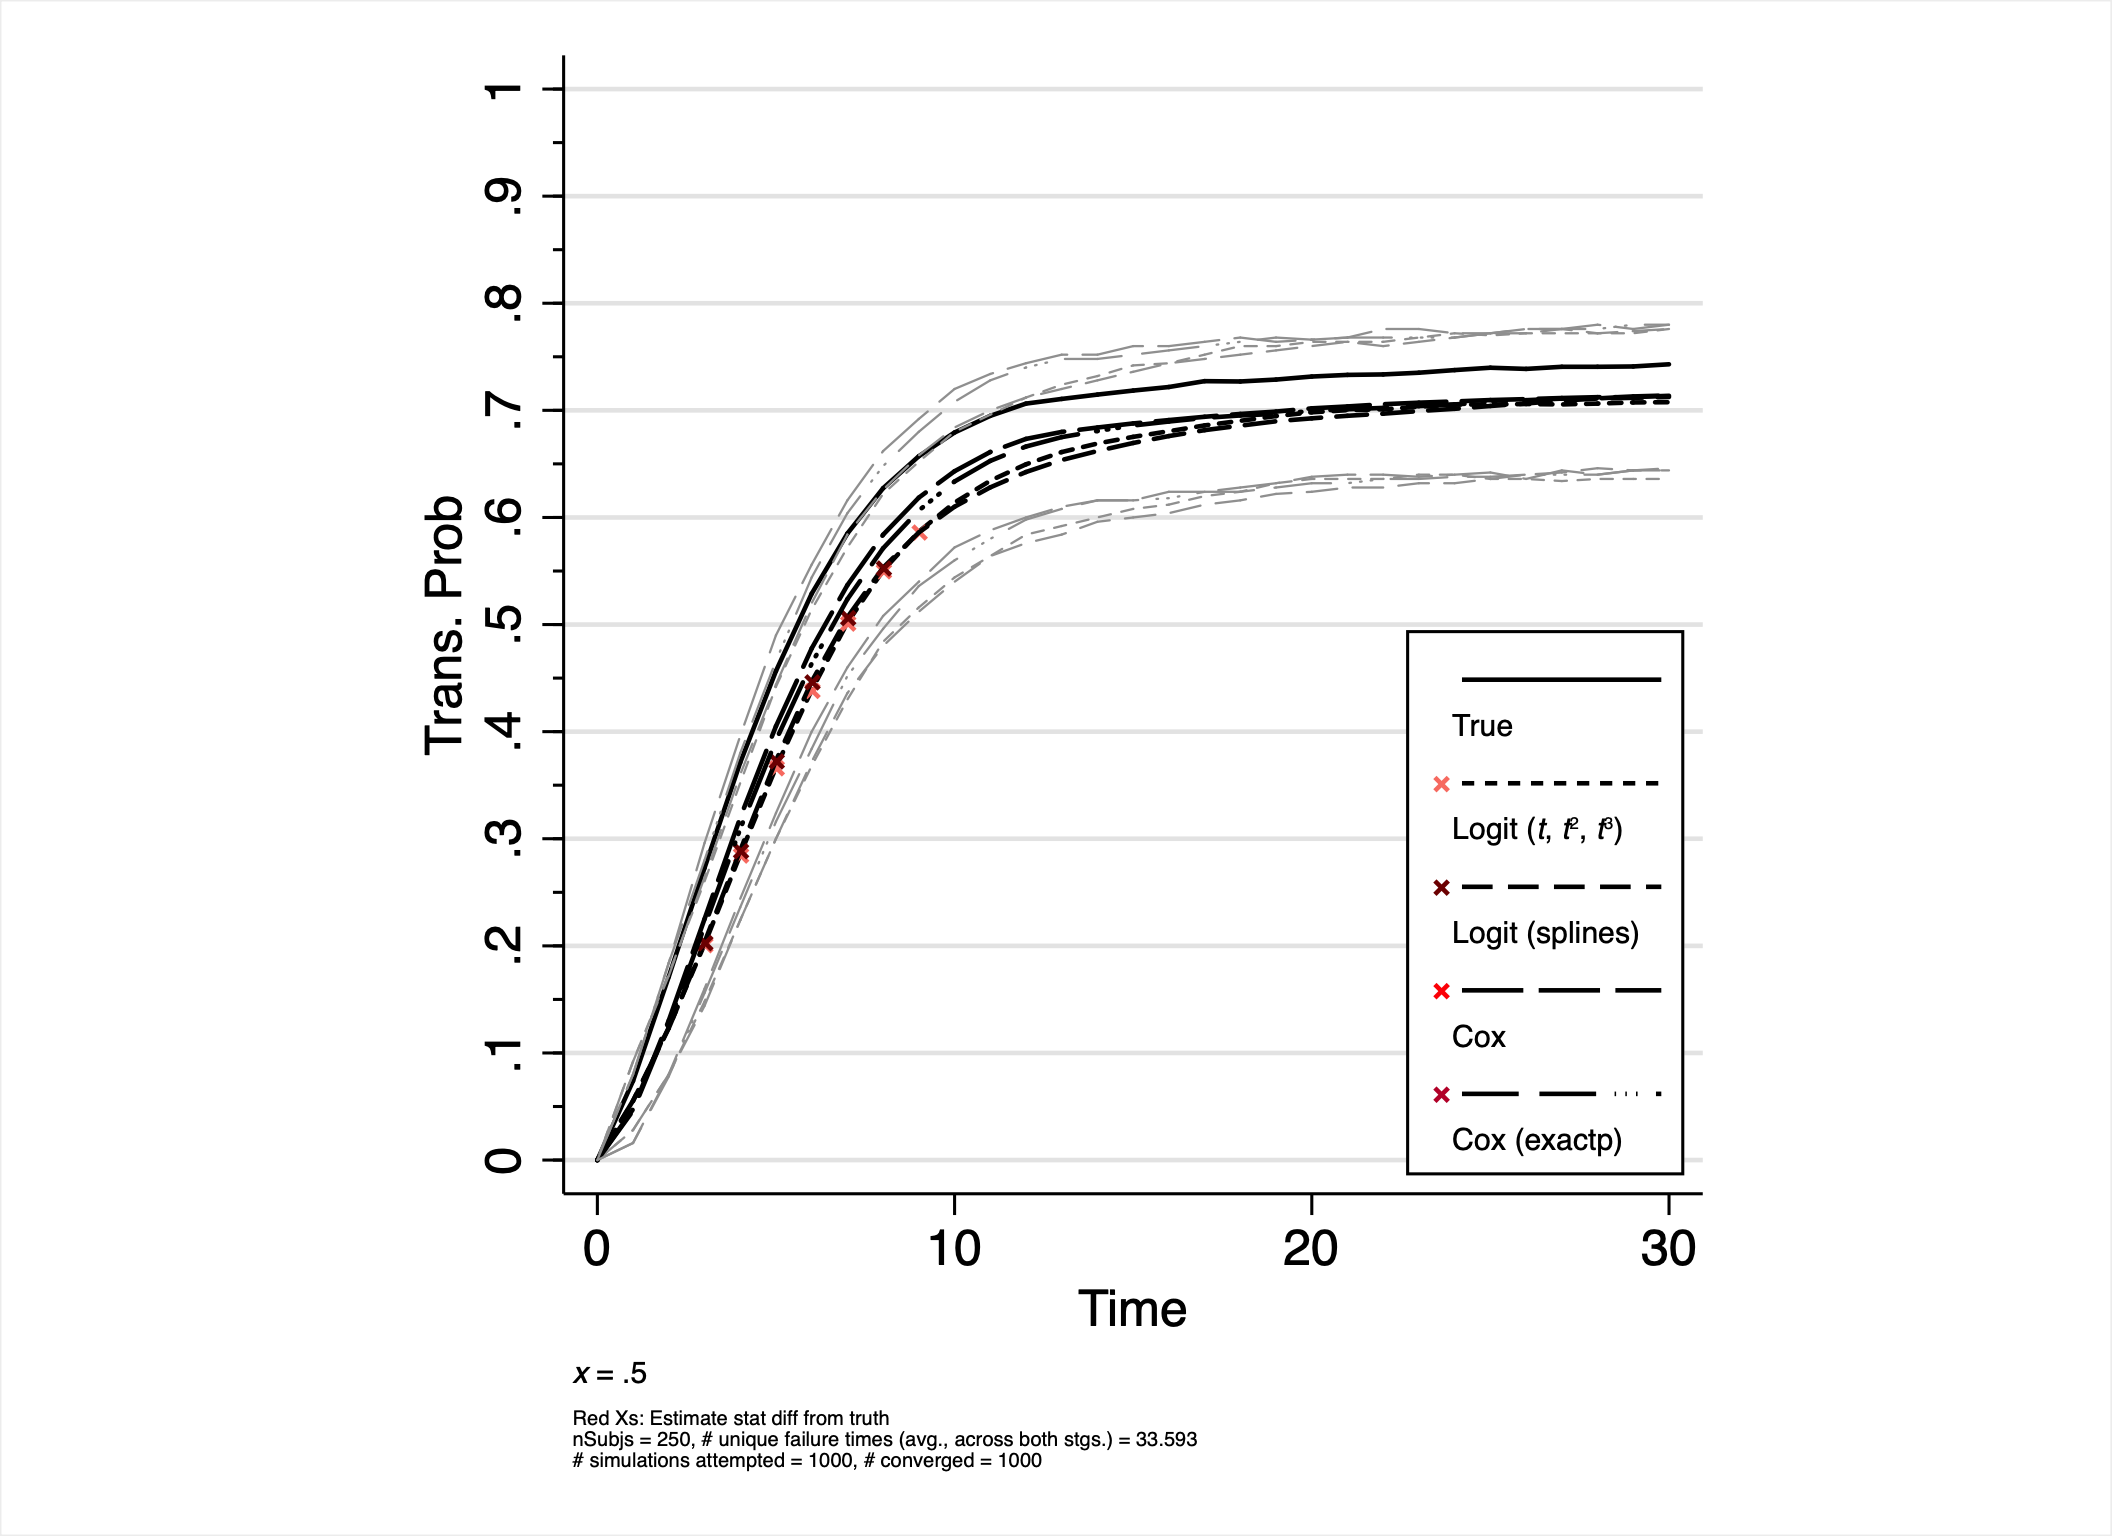 1
.9
.8
.7
.6
.5
.4
.3
.2
.1
0
Trans. Prob
True
Logit (t, t², t³)
Logit (splines)
Cox
Cox (exactp)
0 10 20 30
Time
x = .5
Red Xs: Estimate stat diff from truth
nSubjs = 250, # unique failure times (avg., across both stgs.) = 33.593
# simulations attempted = 1000, # converged = 1000